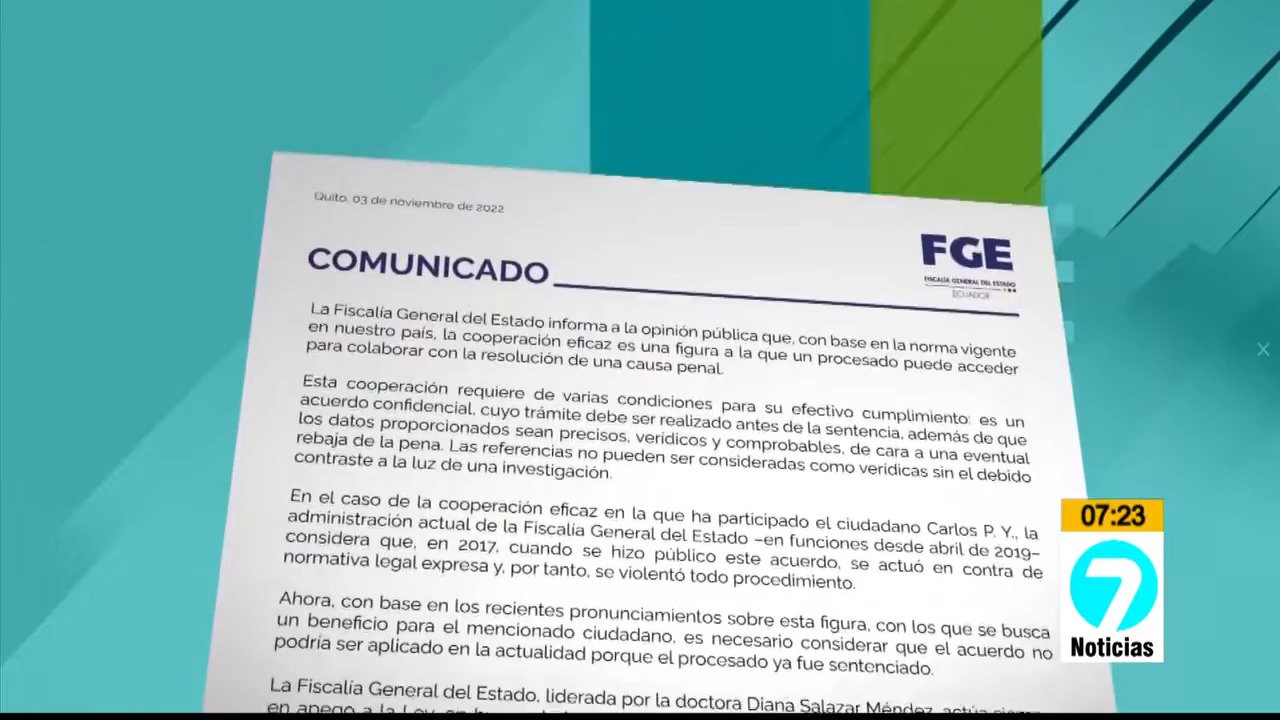 Quito, 03 de noviembre de 2022
COMUNICADO
FGE
FISCALÍA GENERAL DEL ESTADO
ECUADOR
La Fiscalía General del Estado informa a la opinión pública que, con base en la norma vigente
en nuestro país, la cooperación eficaz es una figura a la que un procesado puede acceder
para colaborar con la resolución de una causa penal.
Esta cooperación requiere de varias condiciones para su efectivo cumplimiento: es un
acuerdo confidencial, cuyo trámite debe ser realizado antes de la sentencia, además de que
los datos proporcionados sean precisos, verídicos y comprobables, de cara a una eventual
rebaja de la pena. Las referencias no pueden ser consideradas como verídicas sin el debido
contraste a la luz de una investigación.
En el caso de la cooperación eficaz en la que ha participado el ciudadano Carlos P. Y., la
administración actual de la Fiscalía General del Estado –en funciones desde abril de 2019–
considera que, en 2017, cuando se hizo público este acuerdo, se actuó en contra de
normativa legal expresa y, por tanto, se violentó todo procedimiento.
Ahora, con base en los recientes pronunciamientos sobre esta figura, con los que se busca
un beneficio para el mencionado ciudadano, es necesario considerar que el acuerdo no
podría ser aplicado en la actualidad porque el procesado ya fue sentenciado.
La Fiscalía General del Estado, liderada por la doctora Diana Salazar Méndez, actúa
en apego a la Ley, en
07:23
7
Noticias